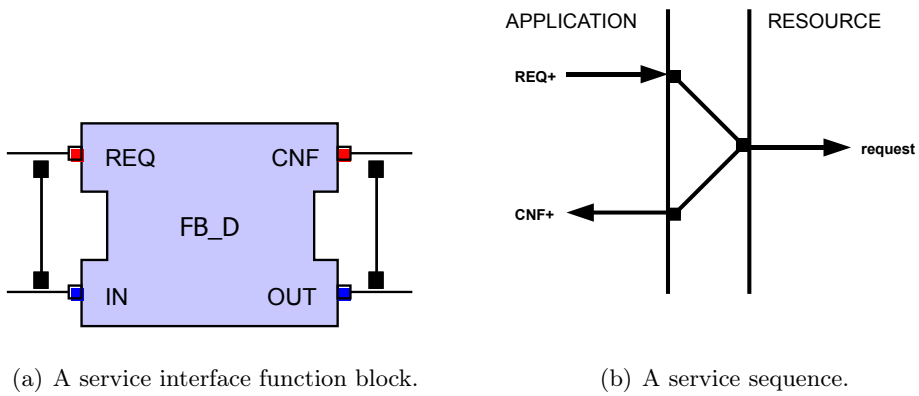 REQ
CNF
FB_D
IN
OUT
(a) A service interface function block.
APPLICATION
RESOURCE
REQ+
request
CNF+
(b) A service sequence.